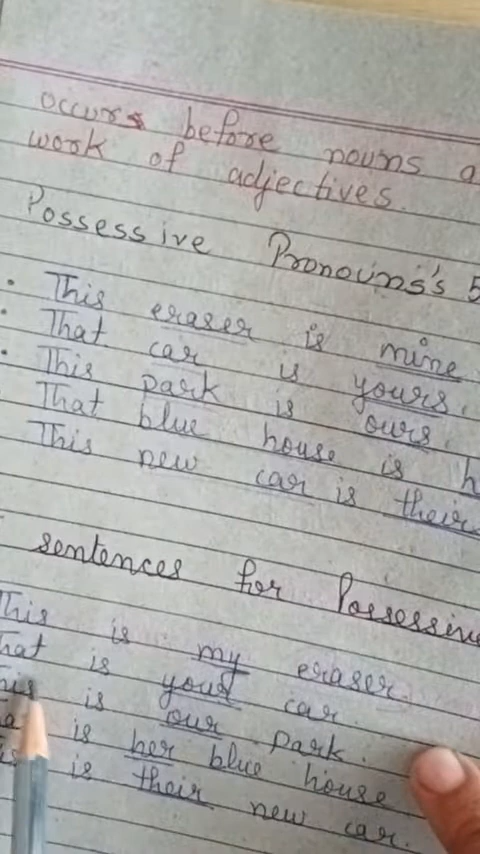 occurs before nouns a
work of adjectives.
Possessive Pronouns's 5
• This eraser is mine
• That car is yours.
• This park is ours.
That blue house is h
This new car is their
sentences for Possessive
This is my eraser.
That is your car.
This is our park.
is her blue house
is their new car.